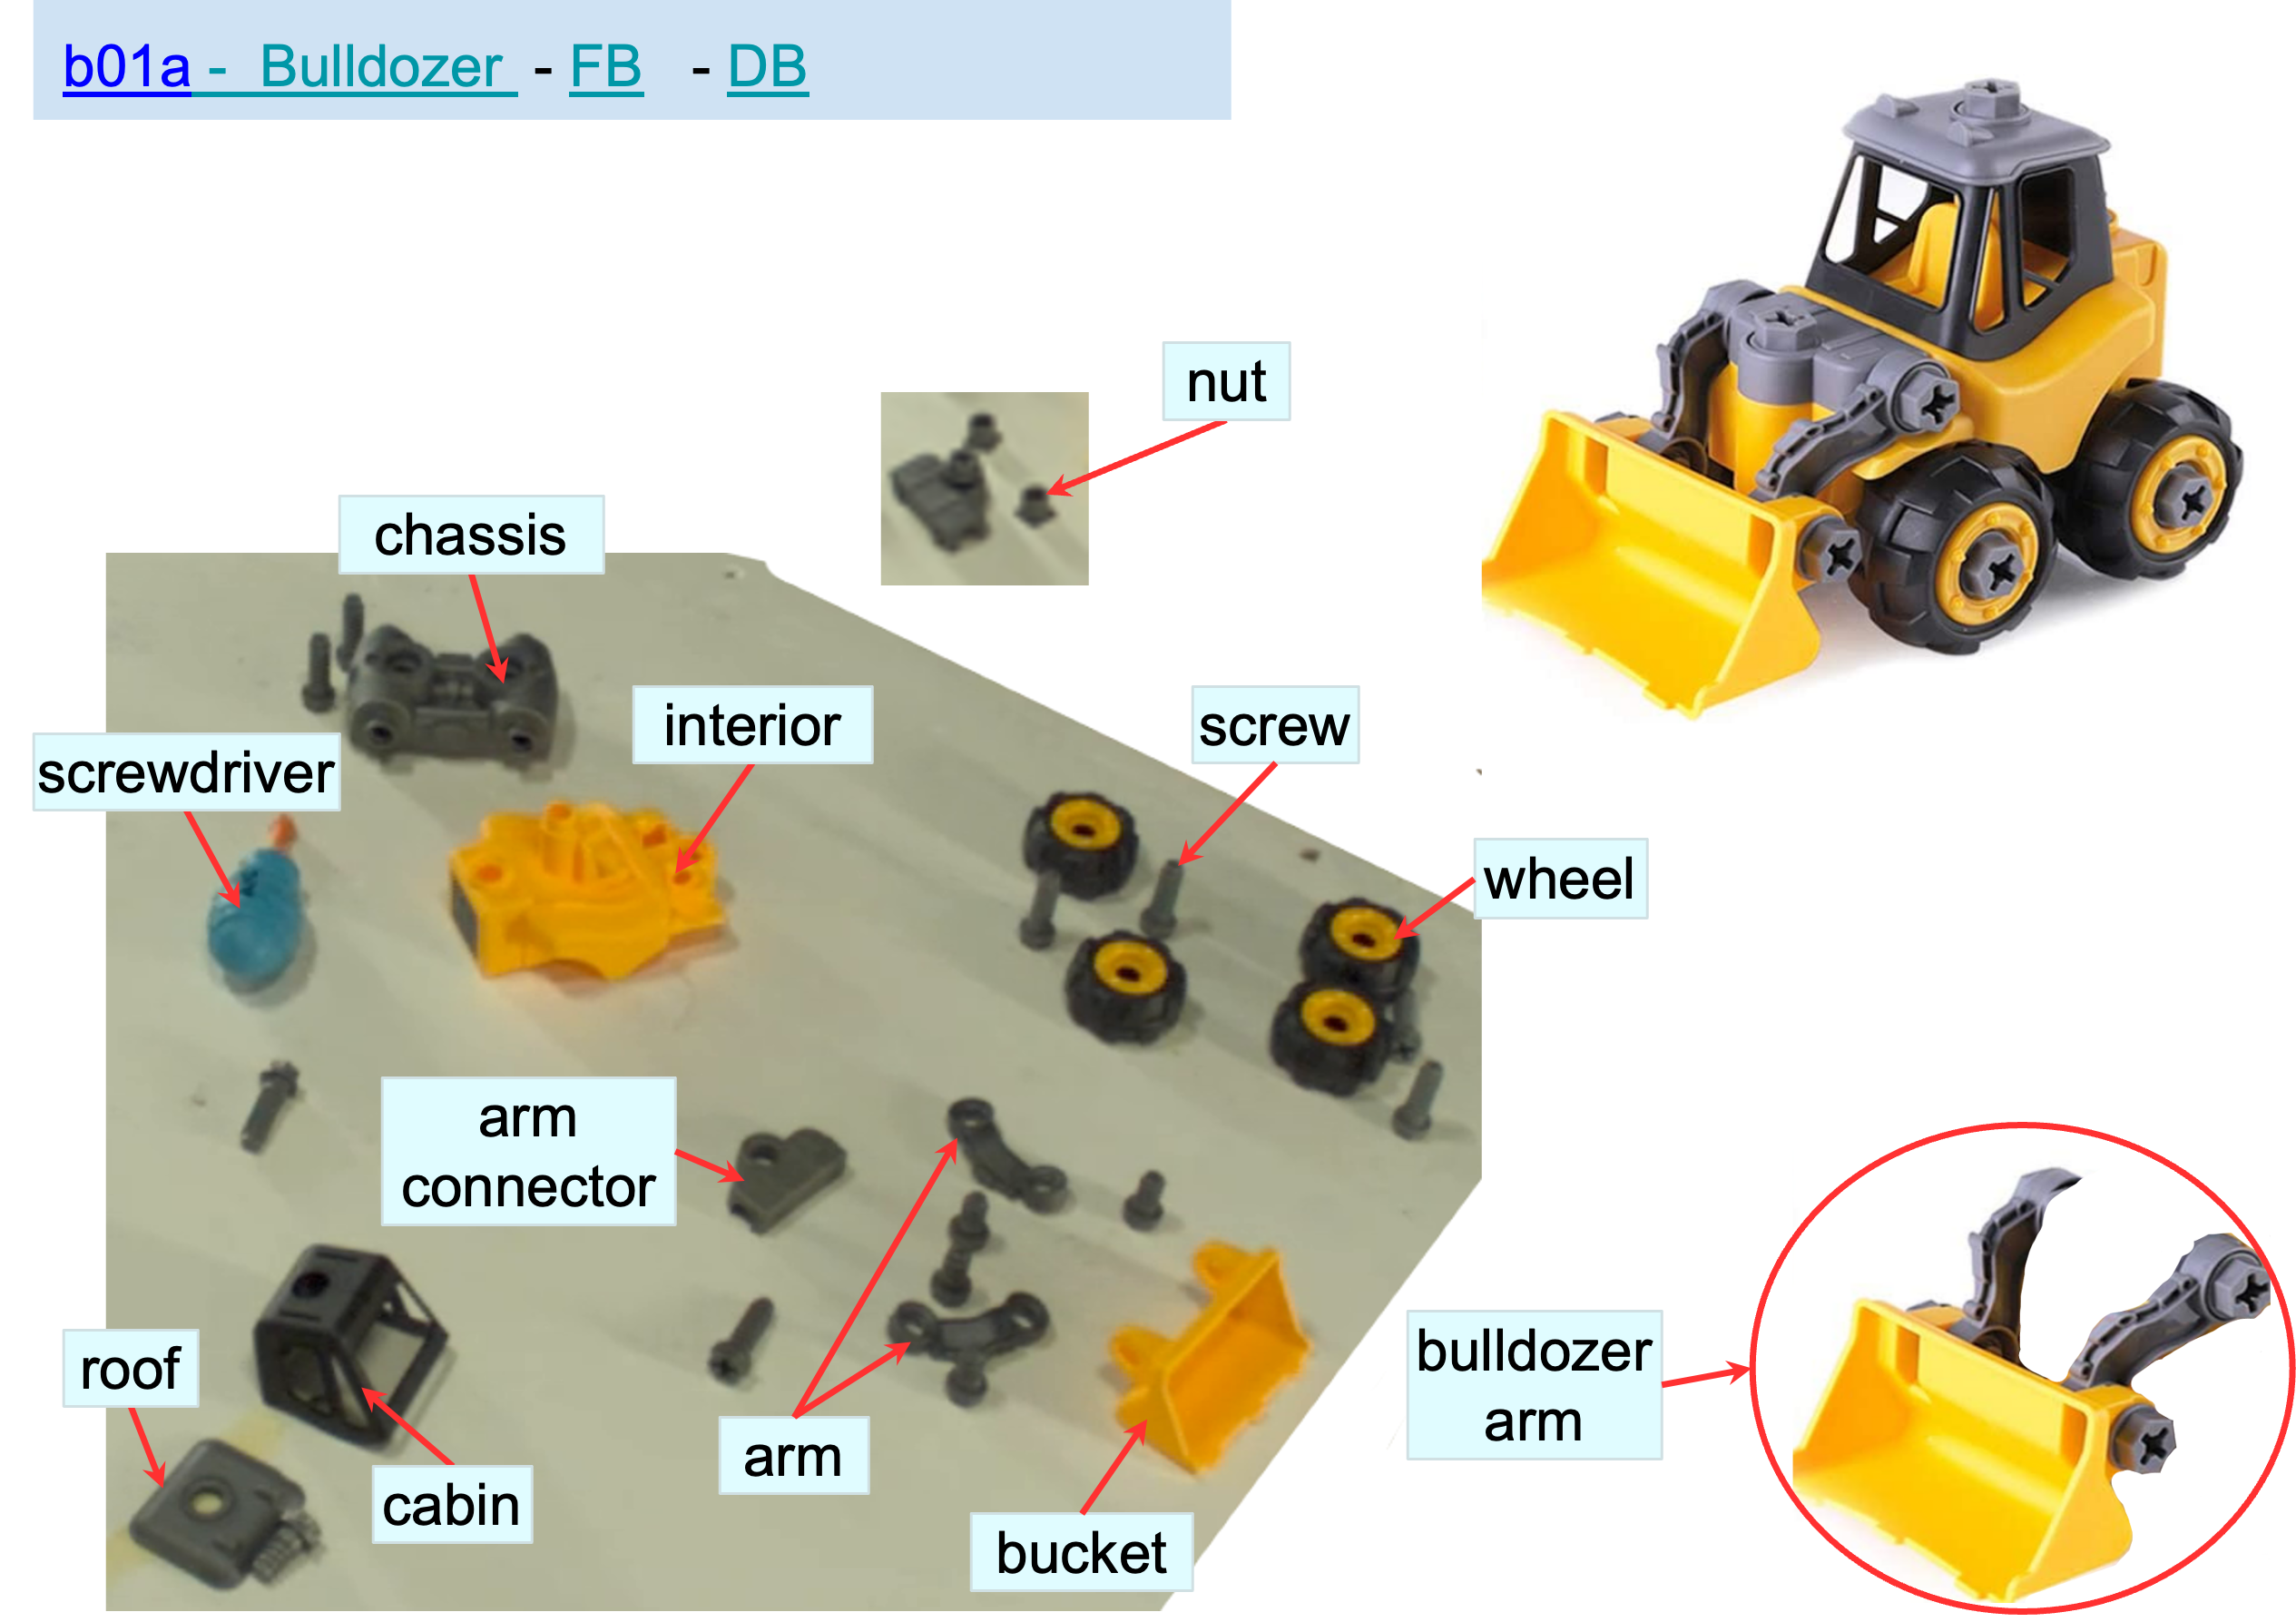 b01a - Bulldozer - FB - DB
nut
chassis
interior
screw
screwdriver
wheel
arm
connector
roof
bulldozer
arm
arm
cabin
bucket